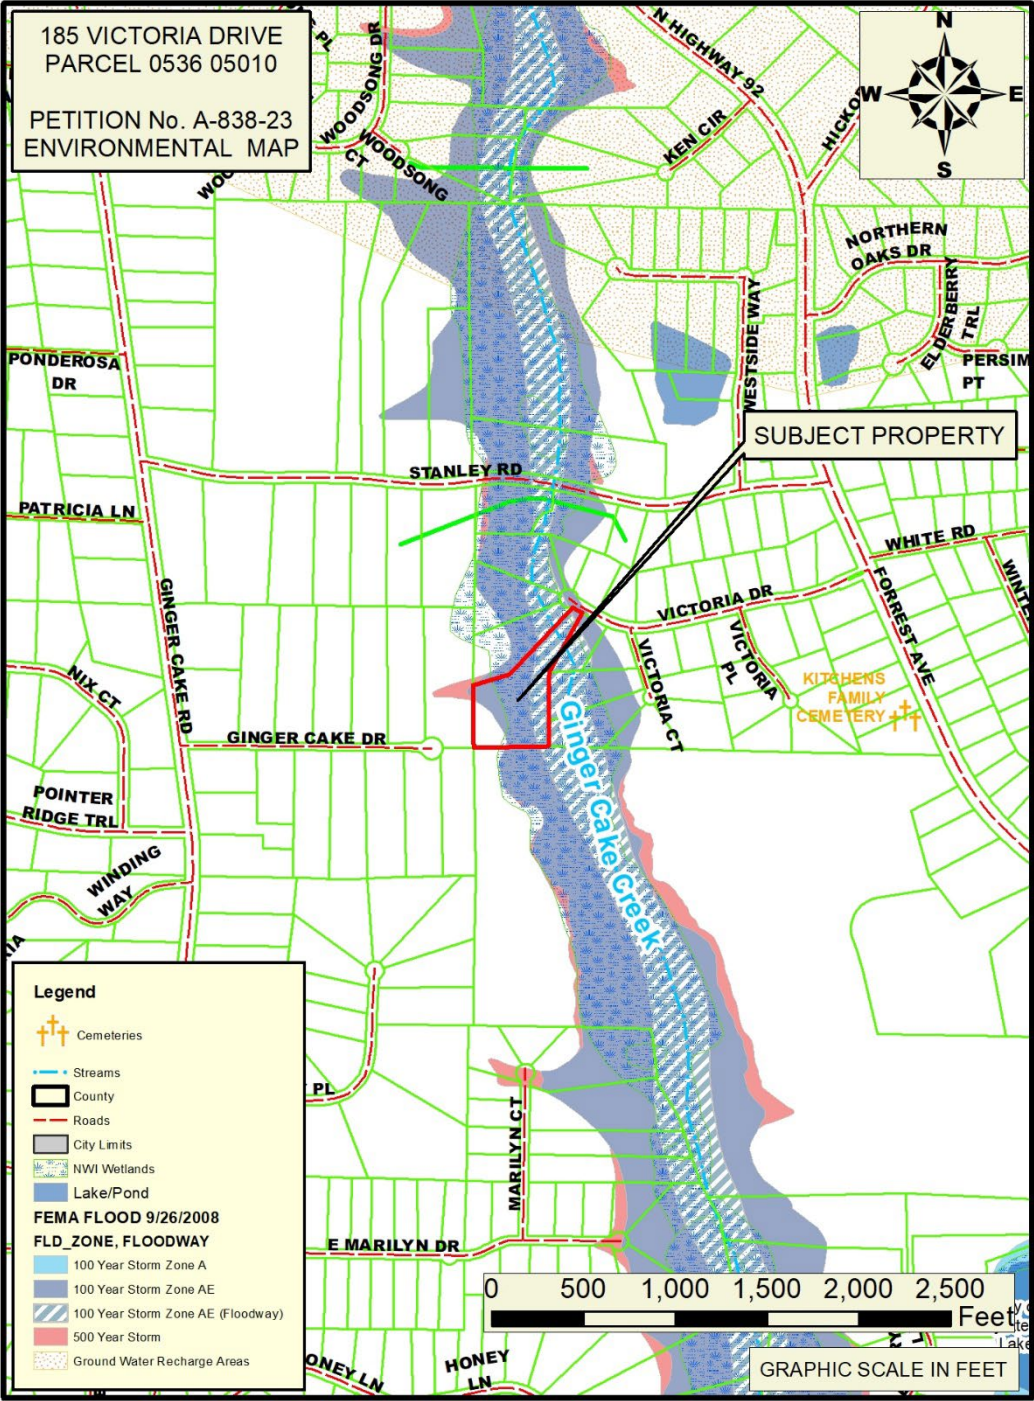 185 VICTORIA DRIVE
PARCEL 0536 05010
PETITION No. A-838-23
ENVIRONMENTAL MAP
N
W
E
S
PL
WOODSONG DR
WOODSONG
CT
N HIGHWAY 92
KEN CIR
NORTHERN
OAKS DR
ELDERBERRY
TRL
PERSIM
PT
WESTSIDE WAY
PONDEROSA
DR
SUBJECT PROPERTY
STANLEY RD
PATRICIA LN
WHITE RD
GINGER CAKE RD
VICTORIA DR
VICTORIA
PL
VICTORIA CT
FORREST AVE
KITCHENS
FAMILY
CEMETERY
NIX CT
GINGER CAKE DR
Ginger Cake Creek
POINTER
RIDGE TRL
WINDING
WAY
PL
MARILYN CT
E MARILYN DR
HONEY
LN
ONEY LN
Legend
Cemeteries
Streams
County
Roads
City Limits
NWI Wetlands
Lake/Pond
FEMA FLOOD 9/26/2008
FLD_ZONE, FLOODWAY
100 Year Storm Zone A
100 Year Storm Zone AE
100 Year Storm Zone AE (Floodway)
500 Year Storm
Ground Water Recharge Areas
0 500 1,000 1,500 2,000 2,500
Feet
GRAPHIC SCALE IN FEET